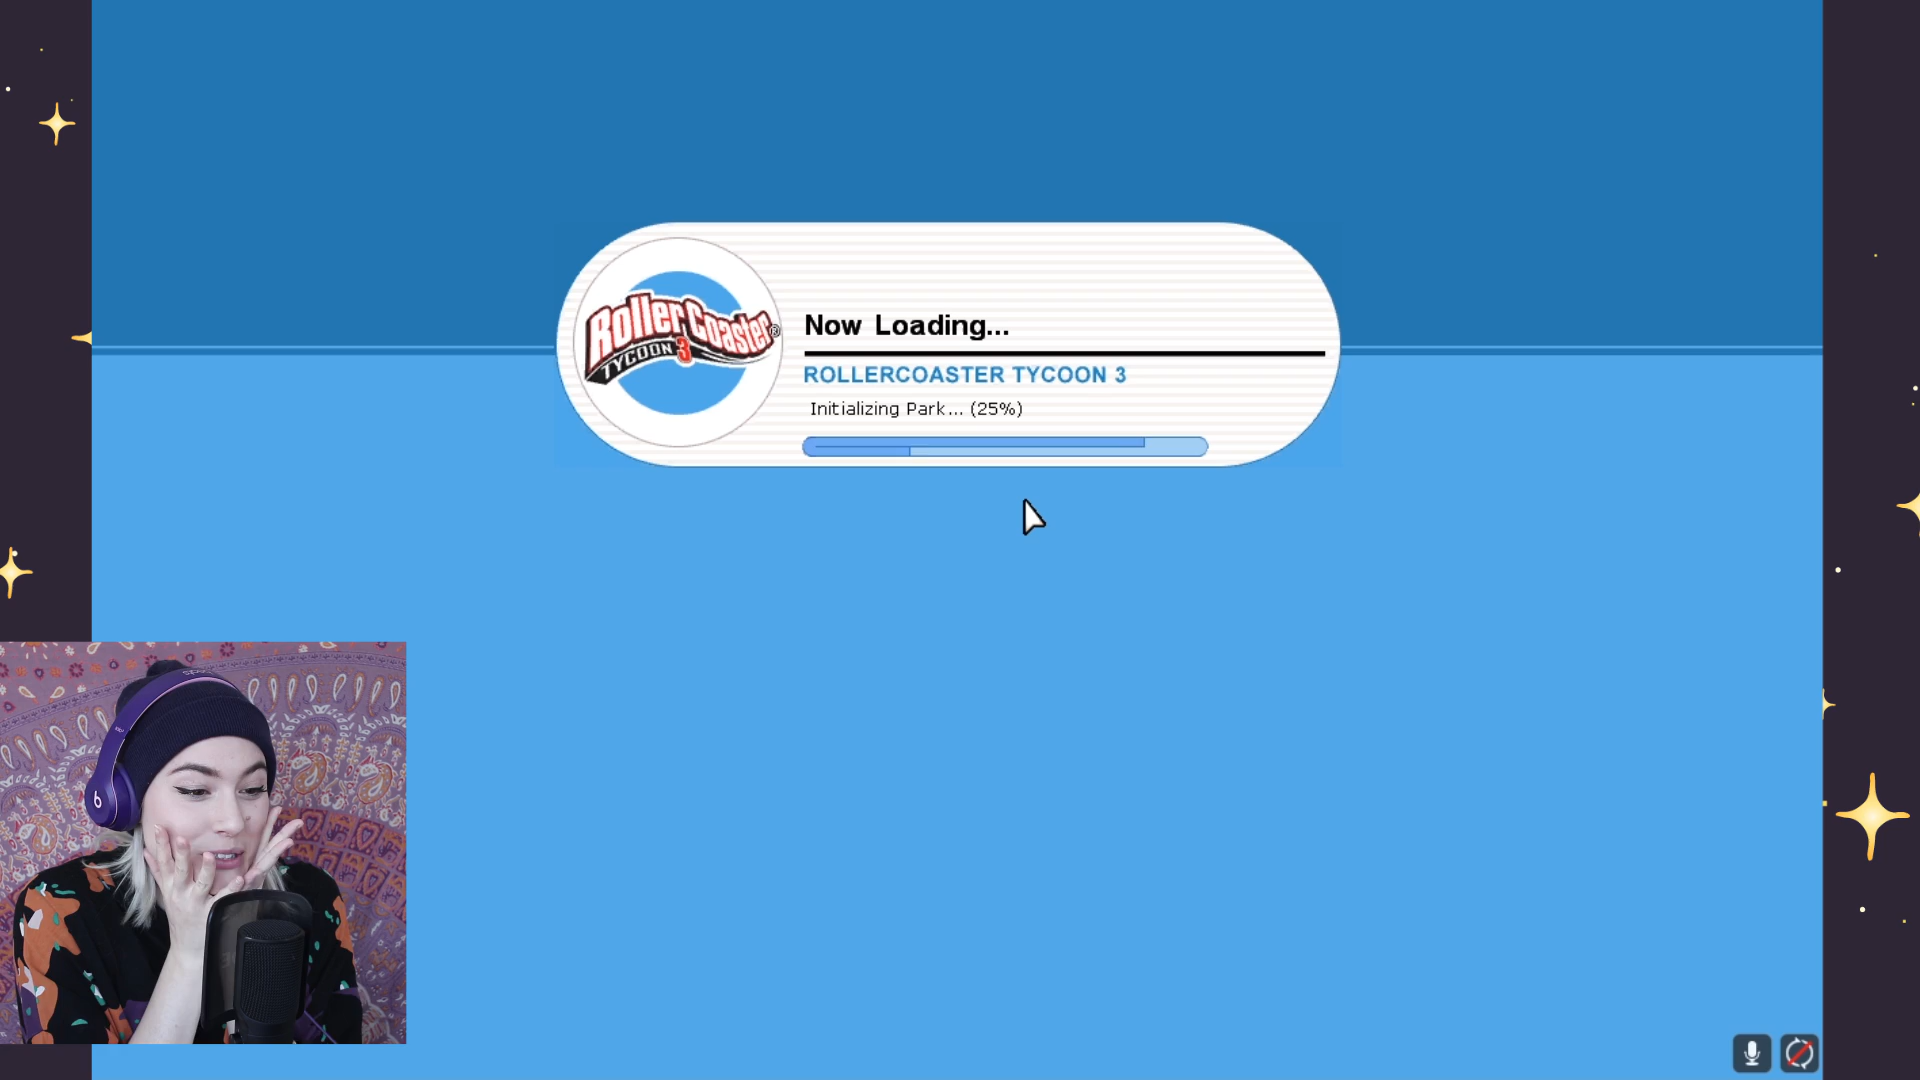 RollerCoaster®
TYCOON 3
Now Loading...
ROLLERCOASTER TYCOON 3
Initializing Park... (25%)
b